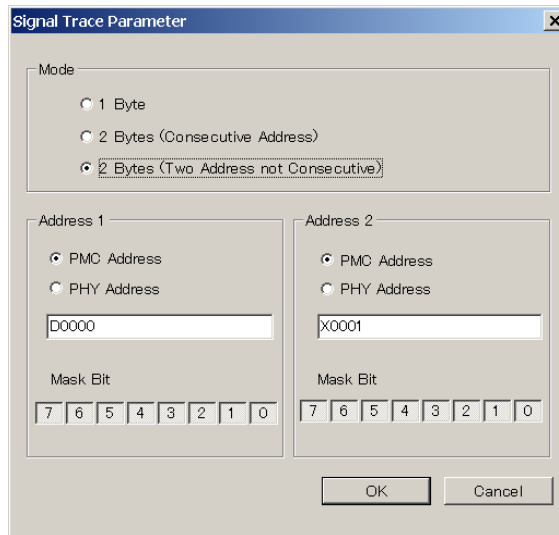 Signal Trace Parameter
Mode
1 Byte
2 Bytes (Consecutive Address)
2 Bytes (Two Address not Consecutive)
Address 1
PMC Address
PHY Address
D0000
Mask Bit
7 6 5 4 3 2 1 0
Address 2
PMC Address
PHY Address
X0001
Mask Bit
7 6 5 4 3 2 1 0
OK
Cancel